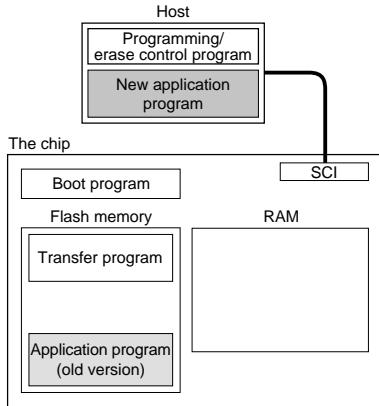 Host
Programming/
erase control program
New application
program
The chip
SCI
Boot program
Flash memory
RAM
Transfer program
Application program
(old version)